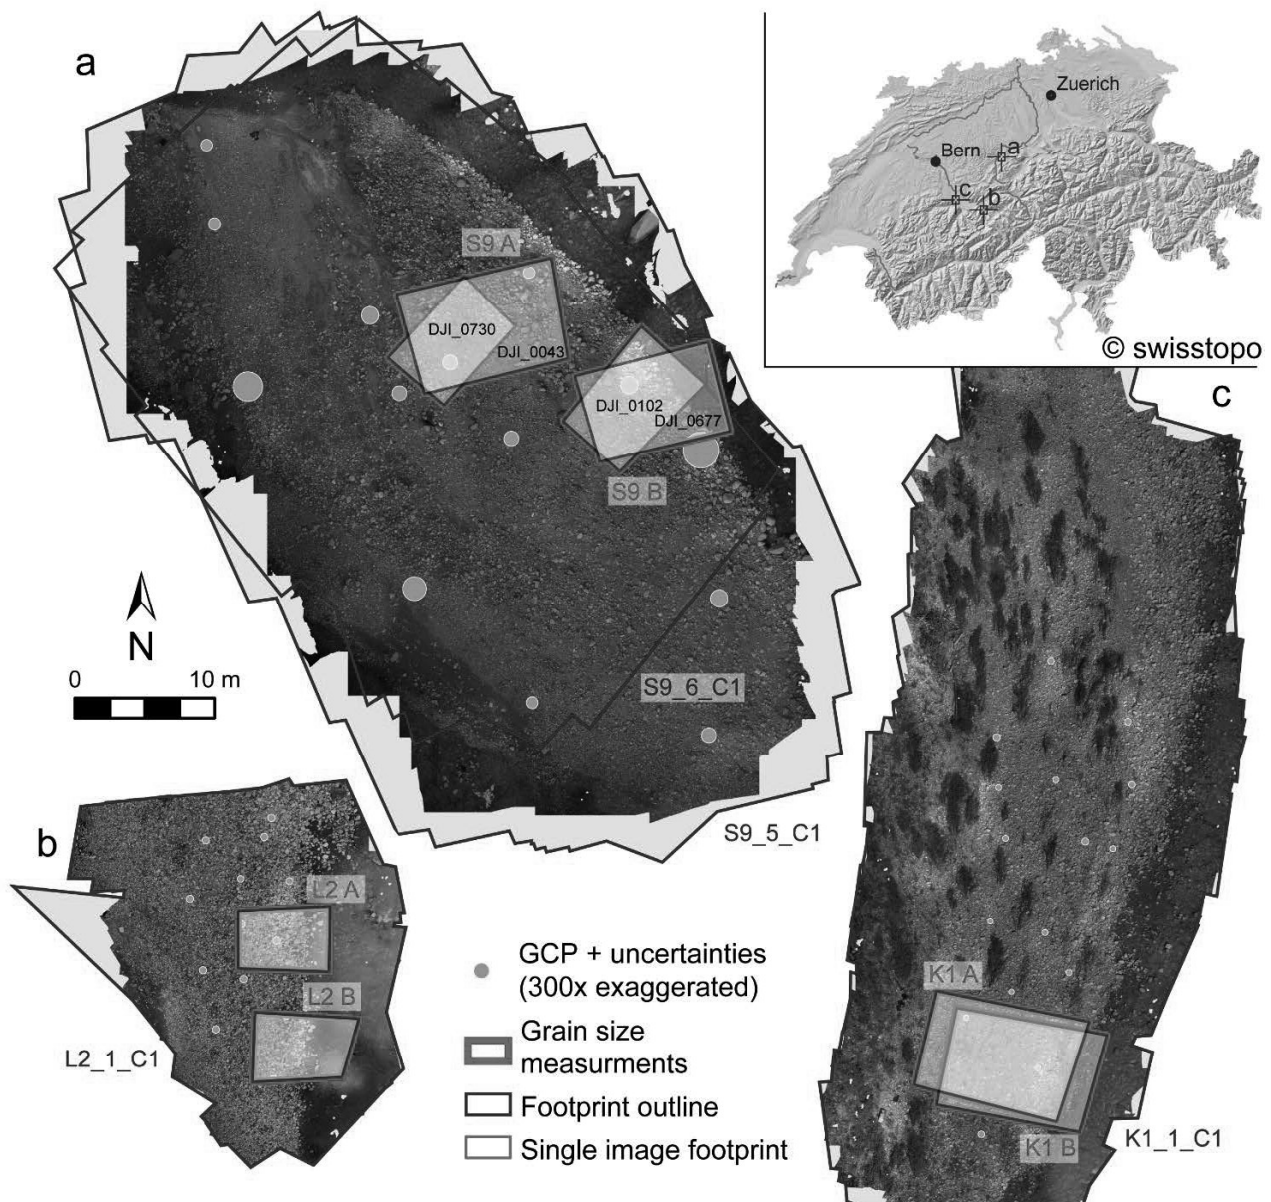 a
S9 A
DJI_0730
DJI_0043
DJI_0102
DJI_0677
S9 B
S9_6_C1
S9_5_C1
N
0 10 m
Zuerich
Bern
a
c
b
© swisstopo
b
L2 A
L2 B
L2_1_C1
GCP + uncertainties
(300x exaggerated)
Grain size
measurments
Footprint outline
Single image footprint
c
K1 A
K1 B
K1_1_C1